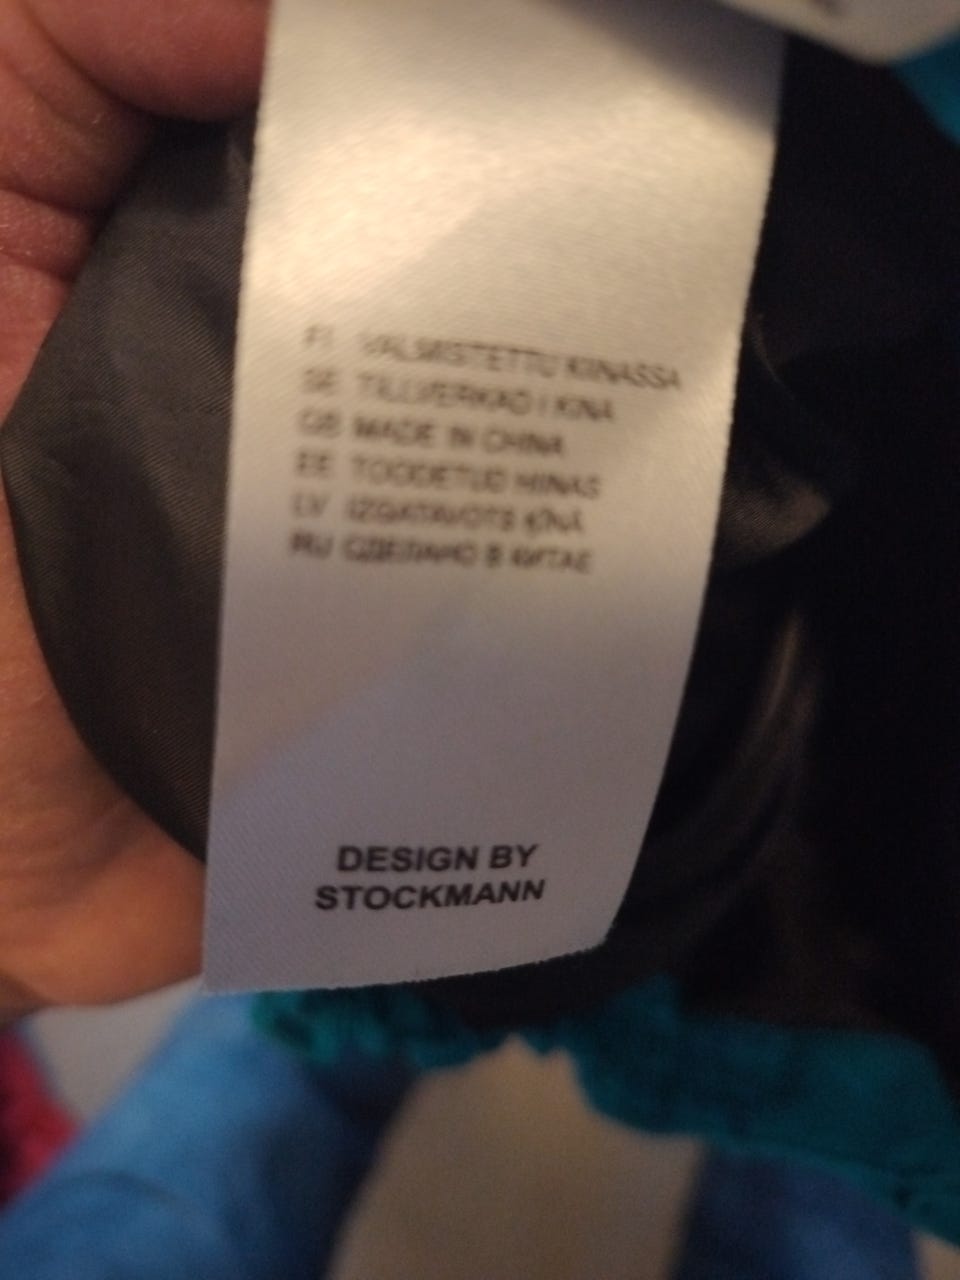 FI VALMISTETTU KIINASSA
SE TILLVERKAD I KINA
GB MADE IN CHINA
EE TOODETUD HIINAS
LV IZGATAVOTS ĶĪNĀ
RU СДЕЛАНО В КИТАЕ
DESIGN BY
STOCKMANN